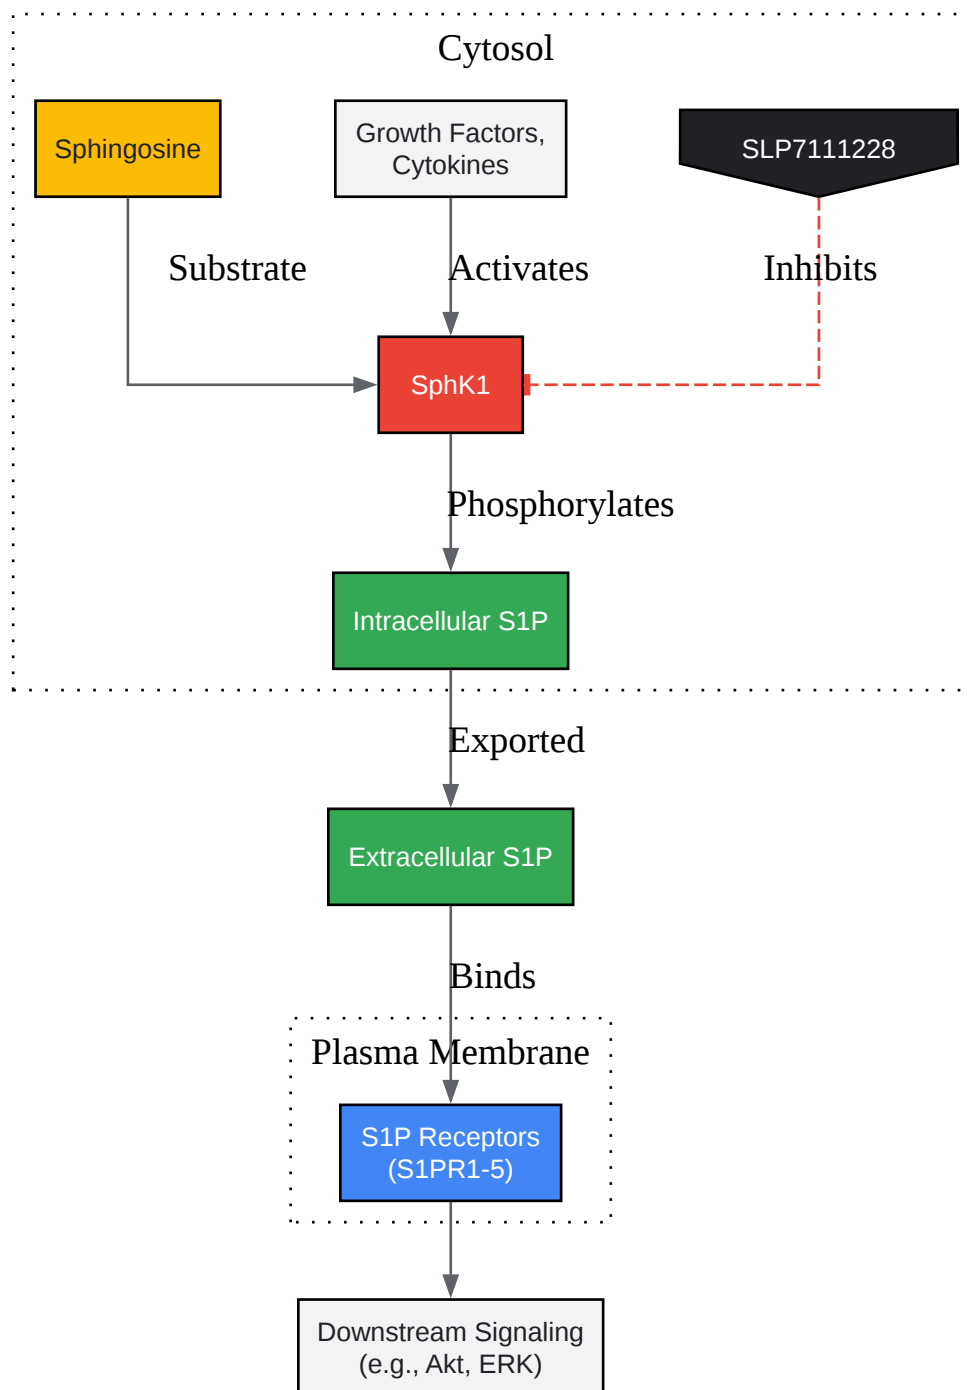 Cytosol
Sphingosine
Growth Factors,
Cytokines
SLP7111228
Substrate
Activates
Inhibits
SphK1
Phosphorylates
Intracellular S1P
Exported
Extracellular S1P
Binds
Plasma Membrane
S1P Receptors
(S1PR1-5)
Downstream Signaling
(e.g., Akt, ERK)